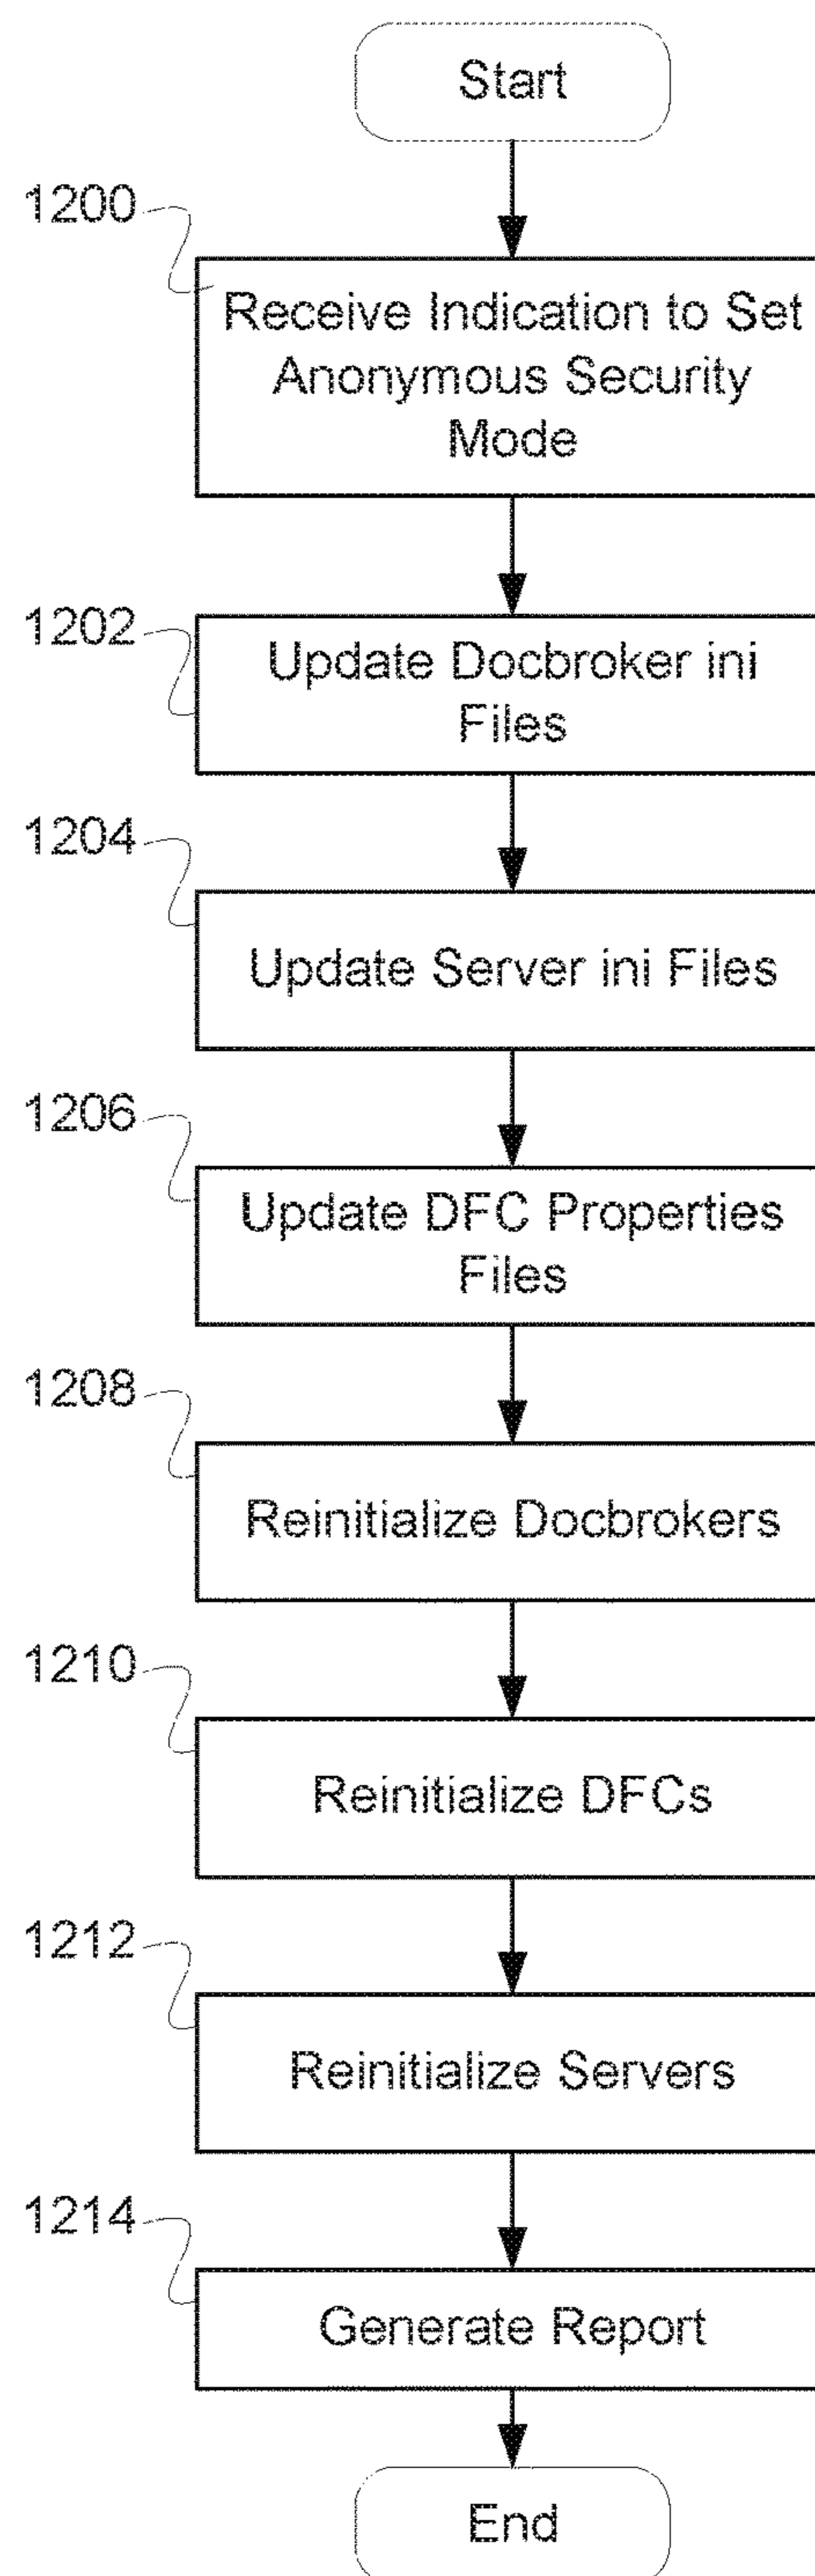 Start
1200
Receive Indication to Set
Anonymous Security
Mode
1202
Update Docbroker ini
Files
1204
Update Server ini Files
1206
Update DFC Properties
Files
1208
Reinitialize Docbrokers
1210
Reinitialize DFCs
1212
Reinitialize Servers
1214
Generate Report
End